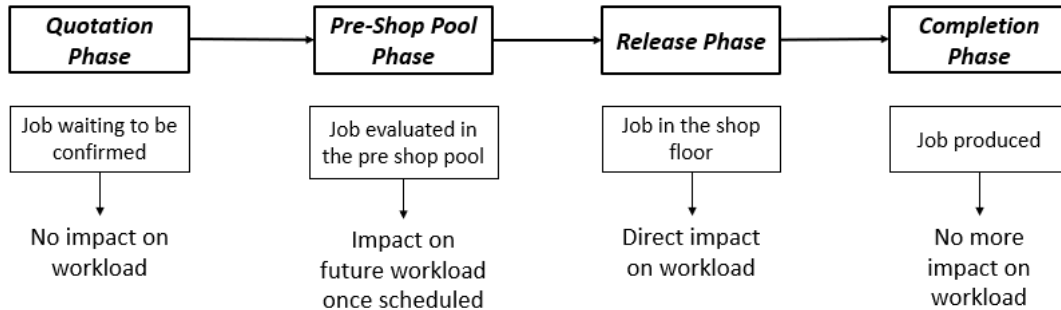 Quotation
Phase
Pre-Shop Pool
Phase
Release Phase
Completion
Phase
Job waiting to be
confirmed
Job evaluated in
the pre shop pool
Job in the shop
floor
Job produced
No impact on
workload
Impact on
future workload
once scheduled
Direct impact
on workload
No more
impact on
workload